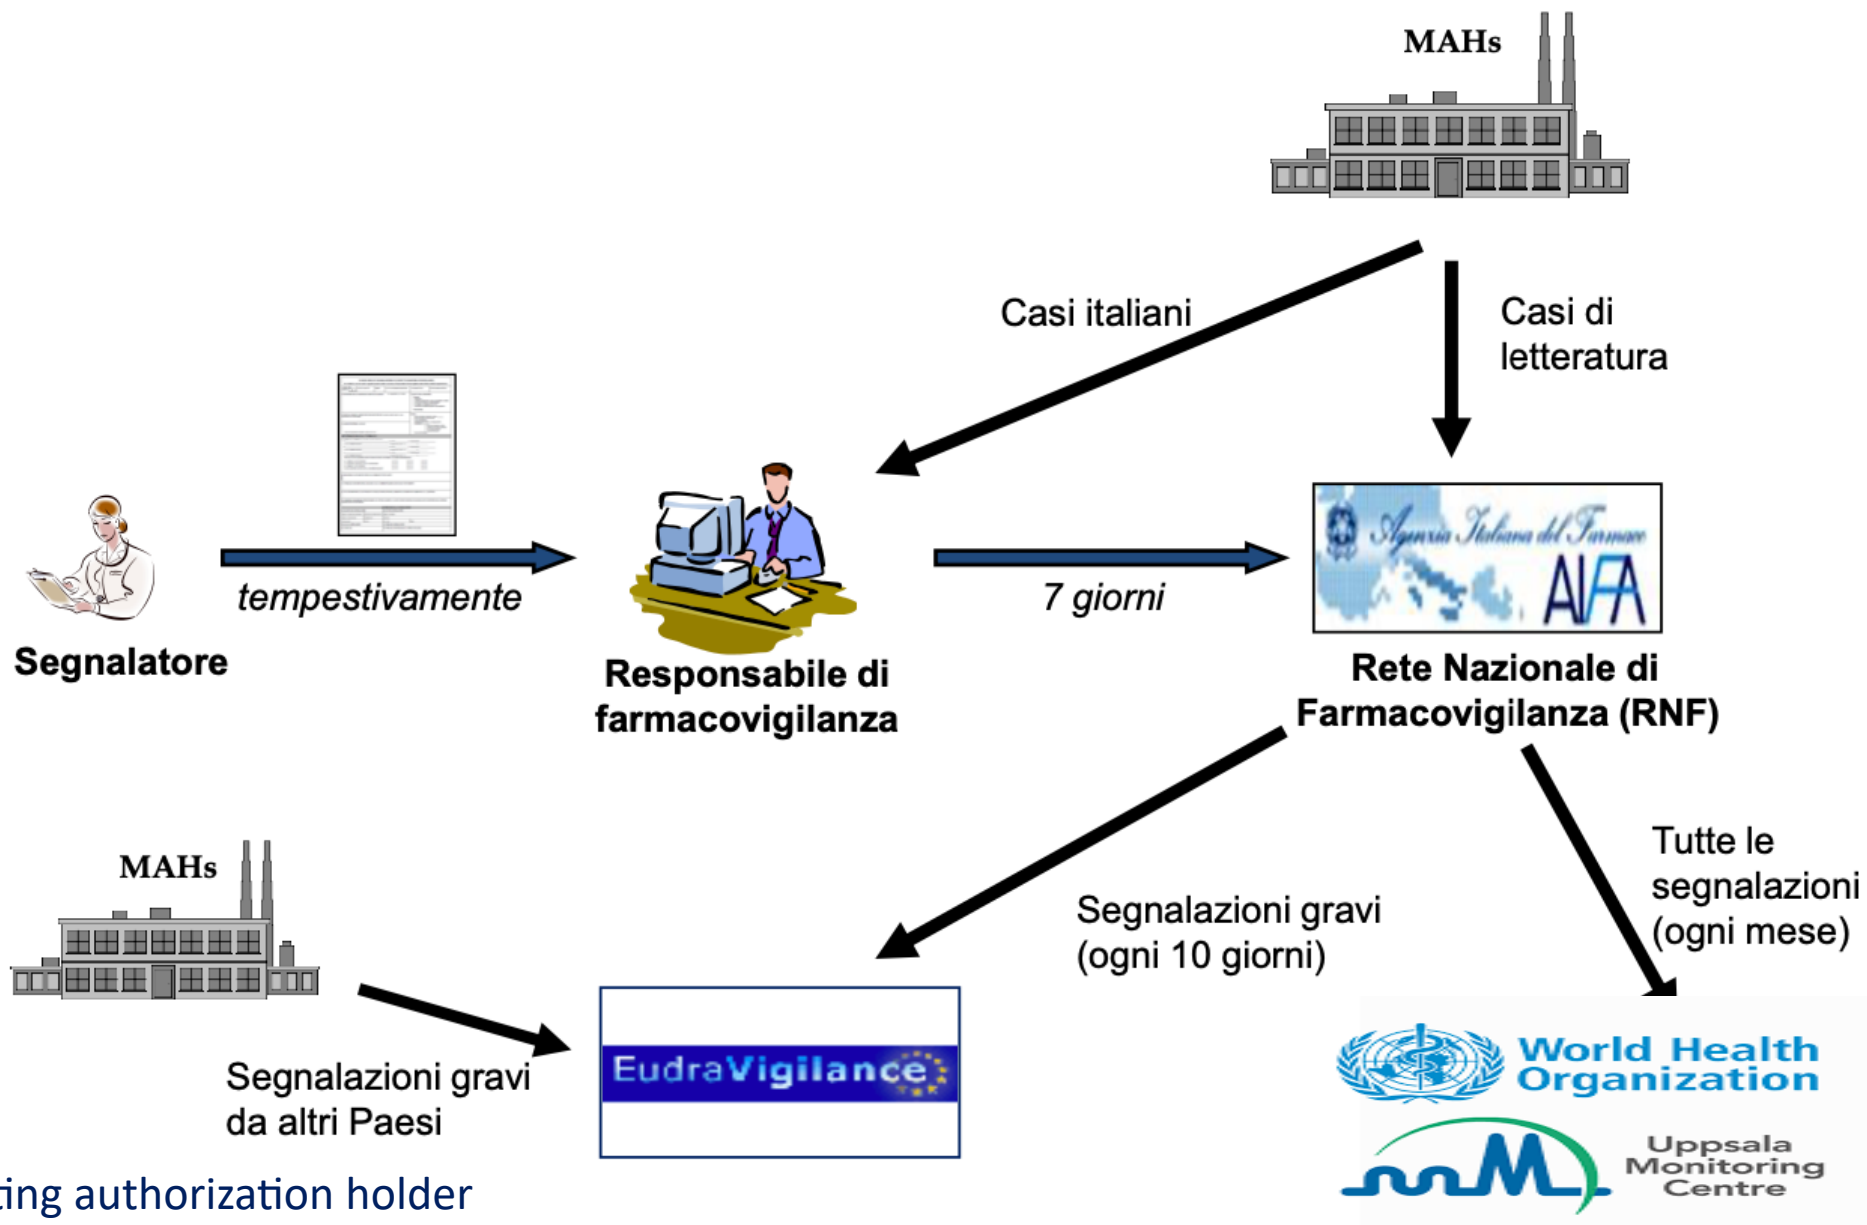 MAHs
Casi italiani
Casi di
letteratura
Agenzia Italiana del Farmaco
AIFA
tempestivamente
7 giorni
Segnalatore
Responsabile di
farmacovigilanza
Rete Nazionale di
Farmacovigilanza (RNF)
MAHs
Segnalazioni gravi
(ogni 10 giorni)
Tutte le
segnalazioni
(ogni mese)
Segnalazioni gravi
da altri Paesi
EudraVigilance
World Health
Organization
Uppsala
Monitoring
Centre
ting authorization holder